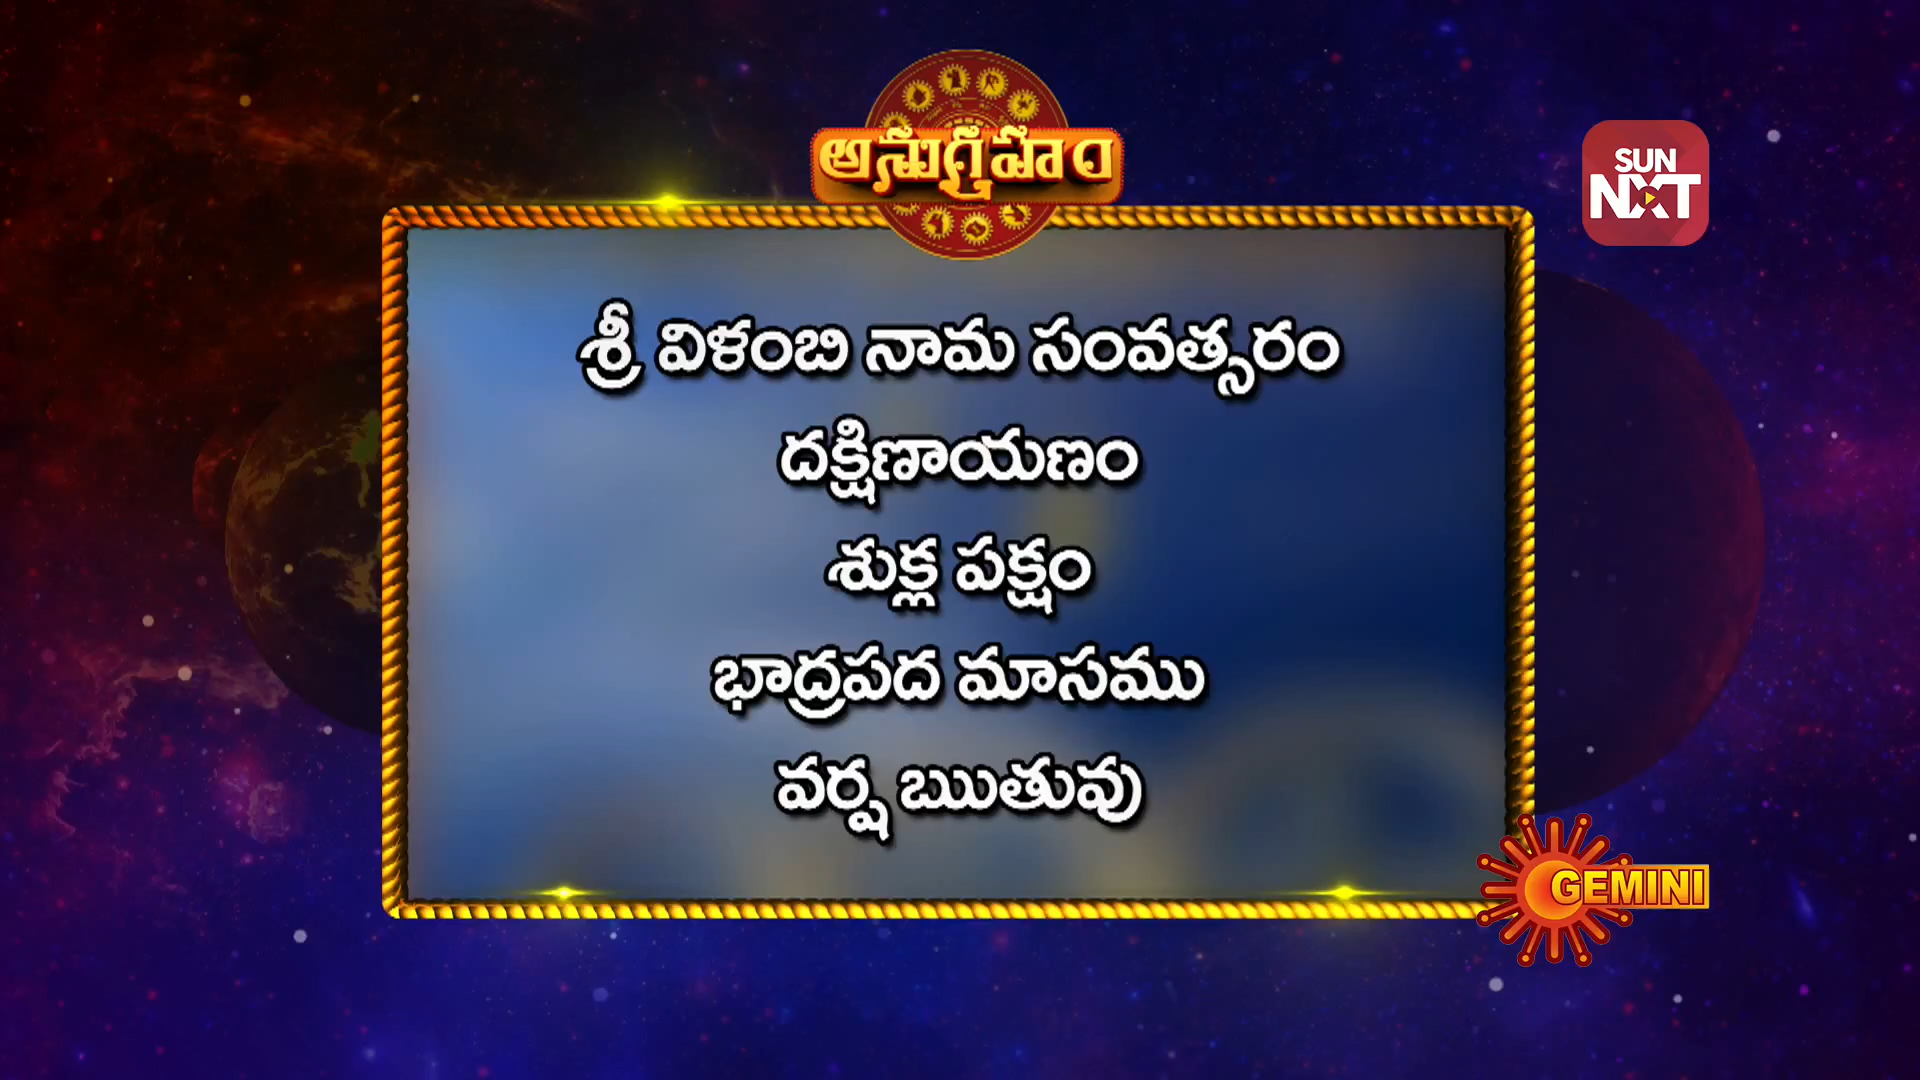 అనుగ్రహం
SUN
NXT
శ్రీ విళంబి నామ సంవత్సరం
దక్షిణాయణం
శుక్ల పక్షం
భాద్రపద మాసము
వర్ష ఋతువు
GEMINI